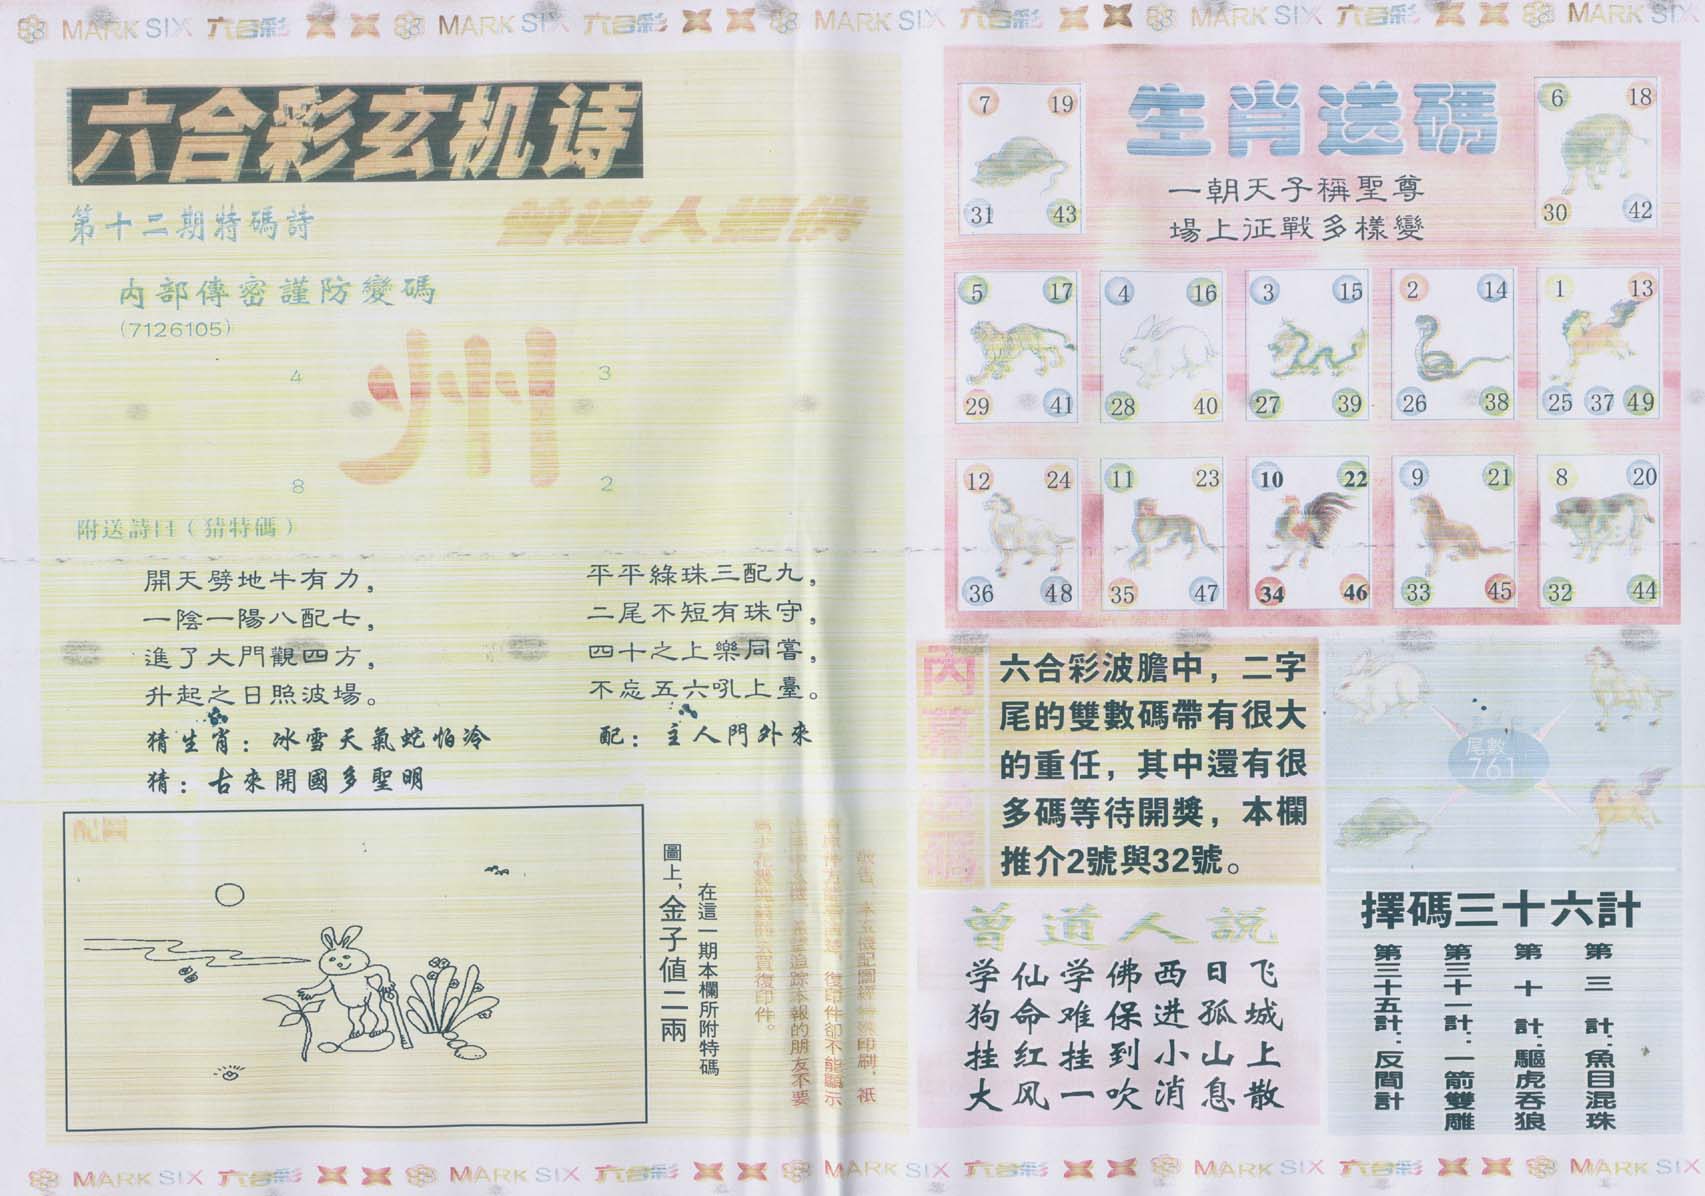 MARK SIX 六合彩 MARK SIX 六合彩 MARK SIX 六合彩 MARK SIX 六合彩 MARK SIX
六合彩玄机诗
第十二期特碼詩
曾道人提供
內部傳密謹防變碼
(7126105)
4 3
州
8 2
附送詩曰(猜特碼)
開天劈地牛有力，
一陰一陽八配七，
進了大門觀四方，
升起之日照波場。
平平綠珠三配九，
二尾不短有珠守，
四十之上樂同嘗，
不忘五六吼上臺。
猜生肖：冰雪天氣蛇怕冷
配：主人門外來
猜：古來開國多聖明
配圖
在這一期本欄所附特碼
圖上，金子值二兩
生肖送碼
一朝天子稱聖尊
場上征戰多樣變
7 19
31 43
6 18
30 42
5 17
29 41
4 16
28 40
3 15
27 39
2 14
26 38
1 13
25 37 49
12 24
36 48
11 23
35 47
10 22
34 46
9 21
33 45
8 20
32 44
內幕
六合彩波膽中，二字
尾的雙數碼帶有很大
的重任，其中還有很
多碼等待開獎，本欄
推介2號與32號。
尾數
761
曾道人説
学仙学佛西日飞
狗命难保进孤城
挂红挂到小山上
大风一吹消息散
擇碼三十六計
第三計：魚目混珠
第十計：驅虎吞狼
第三十一計：一箭雙雕
第三十五計：反間計
MARK SIX 六合彩 MARK SIX 六合彩 MARK SIX 六合彩 MARK SIX 六合彩 MARK SIX